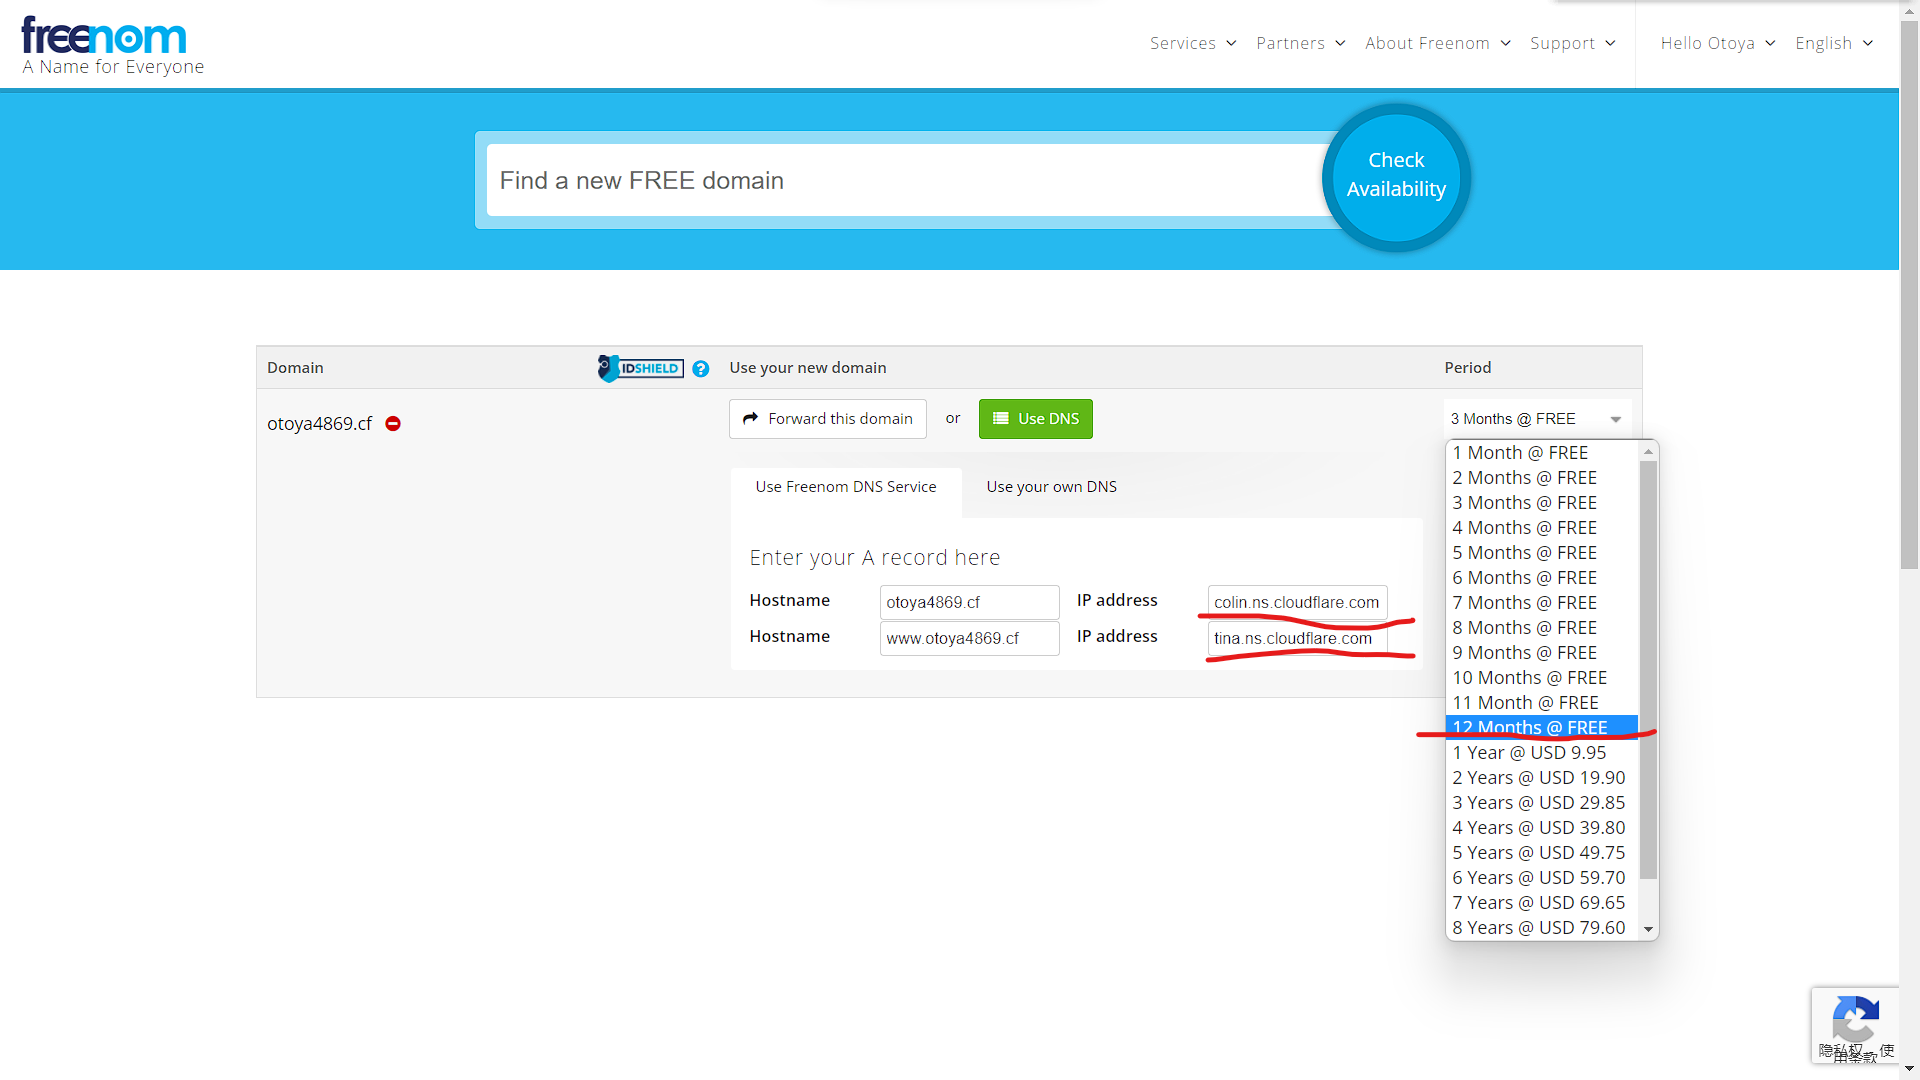 freenom
A Name for Everyone
Services
Partners
About Freenom
Support
Hello Otoya
English
Find a new FREE domain
Check
Availability
Domain
IDSHIELD
?
Use your new domain
Period
otoya4869.cf
Forward this domain
or
Use DNS
3 Months @ FREE
Use Freenom DNS Service
Use your own DNS
Enter your A record here
Hostname
otoya4869.cf
IP address
colin.ns.cloudflare.com
Hostname
www.otoya4869.cf
IP address
tina.ns.cloudflare.com
1 Month @ FREE
2 Months @ FREE
3 Months @ FREE
4 Months @ FREE
5 Months @ FREE
6 Months @ FREE
7 Months @ FREE
8 Months @ FREE
9 Months @ FREE
10 Months @ FREE
11 Month @ FREE
12 Months @ FREE
1 Year @ USD 9.95
2 Years @ USD 19.90
3 Years @ USD 29.85
4 Years @ USD 39.80
5 Years @ USD 49.75
6 Years @ USD 59.70
7 Years @ USD 69.65
8 Years @ USD 79.60
隐私权 - 使
用条款